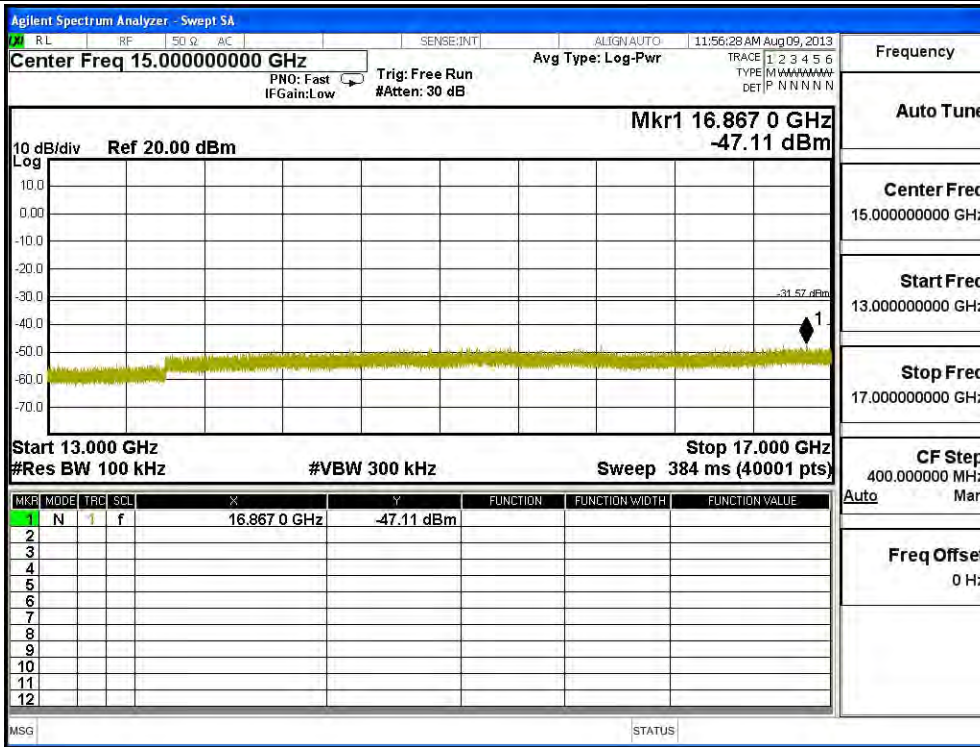 Agilent Spectrum Analyzer - Swept SA
RL RF 50 Ω AC SENSE:INT ALIGN AUTO 11:56:28 AM Aug 09, 2013
Center Freq 15.000000000 GHz
PNO: Fast
IFGain:Low
Trig: Free Run
#Atten: 30 dB
Avg Type: Log-Pwr
TRACE 1 2 3 4 5 6
TYPE M WWWWW
DET P N N N N N
Mkr1 16.867 0 GHz
-47.11 dBm
10 dB/div Ref 20.00 dBm
Log
10.0
0.00
-10.0
-20.0
-30.0
-31.57 dBm
-40.0
1
-50.0
-60.0
-70.0
Start 13.000 GHz Stop 17.000 GHz
#Res BW 100 kHz #VBW 300 kHz Sweep 384 ms (40001 pts)
MKR MODE TRC SCL X Y FUNCTION FUNCTION WIDTH FUNCTION VALUE
1 N 1 f 16.867 0 GHz -47.11 dBm
2
3
4
5
6
7
8
9
10
11
12
MSG STATUS
Frequency
Auto Tune
Center Freq
15.000000000 GHz
Start Freq
13.000000000 GHz
Stop Freq
17.000000000 GHz
CF Step
400.000000 MHz
Auto Man
Freq Offset
0 Hz